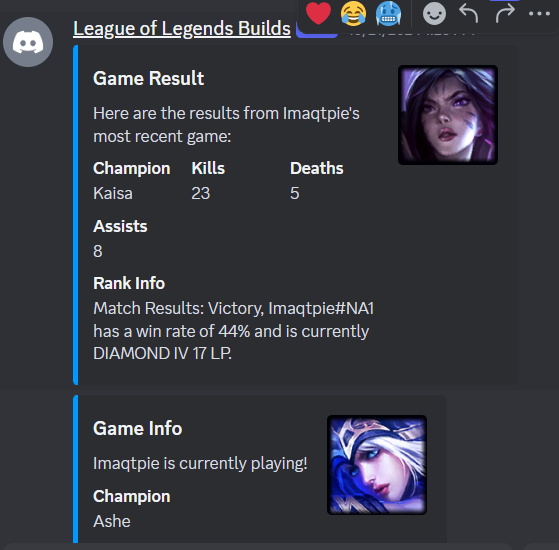 League of Legends Builds
Game Result
Here are the results from Imaqtpie's
most recent game:
Champion Kills Deaths
Kaisa 23 5
Assists
8
Rank Info
Match Results: Victory, Imaqtpie#NA1
has a win rate of 44% and is currently
DIAMOND IV 17 LP.
Game Info
Imaqtpie is currently playing!
Champion
Ashe